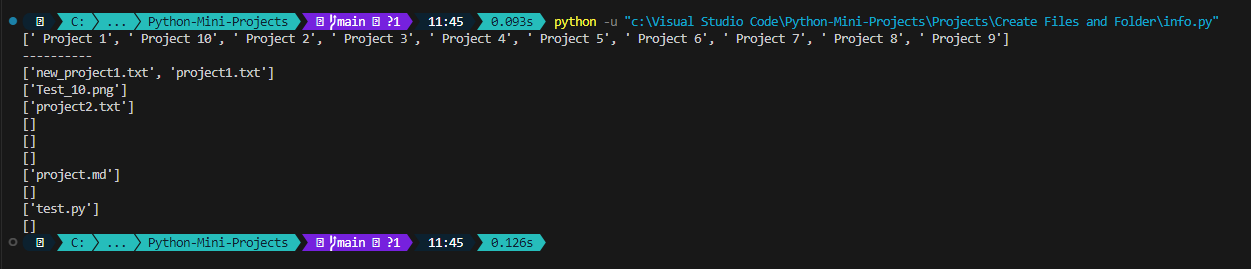 C: ... Python-Mini-Projects main ?1 11:45 0.093s python -u "c:\Visual Studio Code\Python-Mini-Projects\Projects\Create Files and Folder\info.py"
[' Project 1', ' Project 10', ' Project 2', ' Project 3', ' Project 4', ' Project 5', ' Project 6', ' Project 7', ' Project 8', ' Project 9']
----------
['new_project1.txt', 'project1.txt']
['Test_10.png']
['project2.txt']
[]
[]
[]
['project.md']
[]
['test.py']
[]
C: ... Python-Mini-Projects main ?1 11:45 0.126s